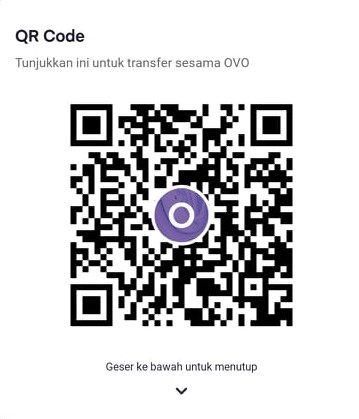 QR Code
Tunjukkan ini untuk transfer sesama OVO
Geser ke bawah untuk menutup